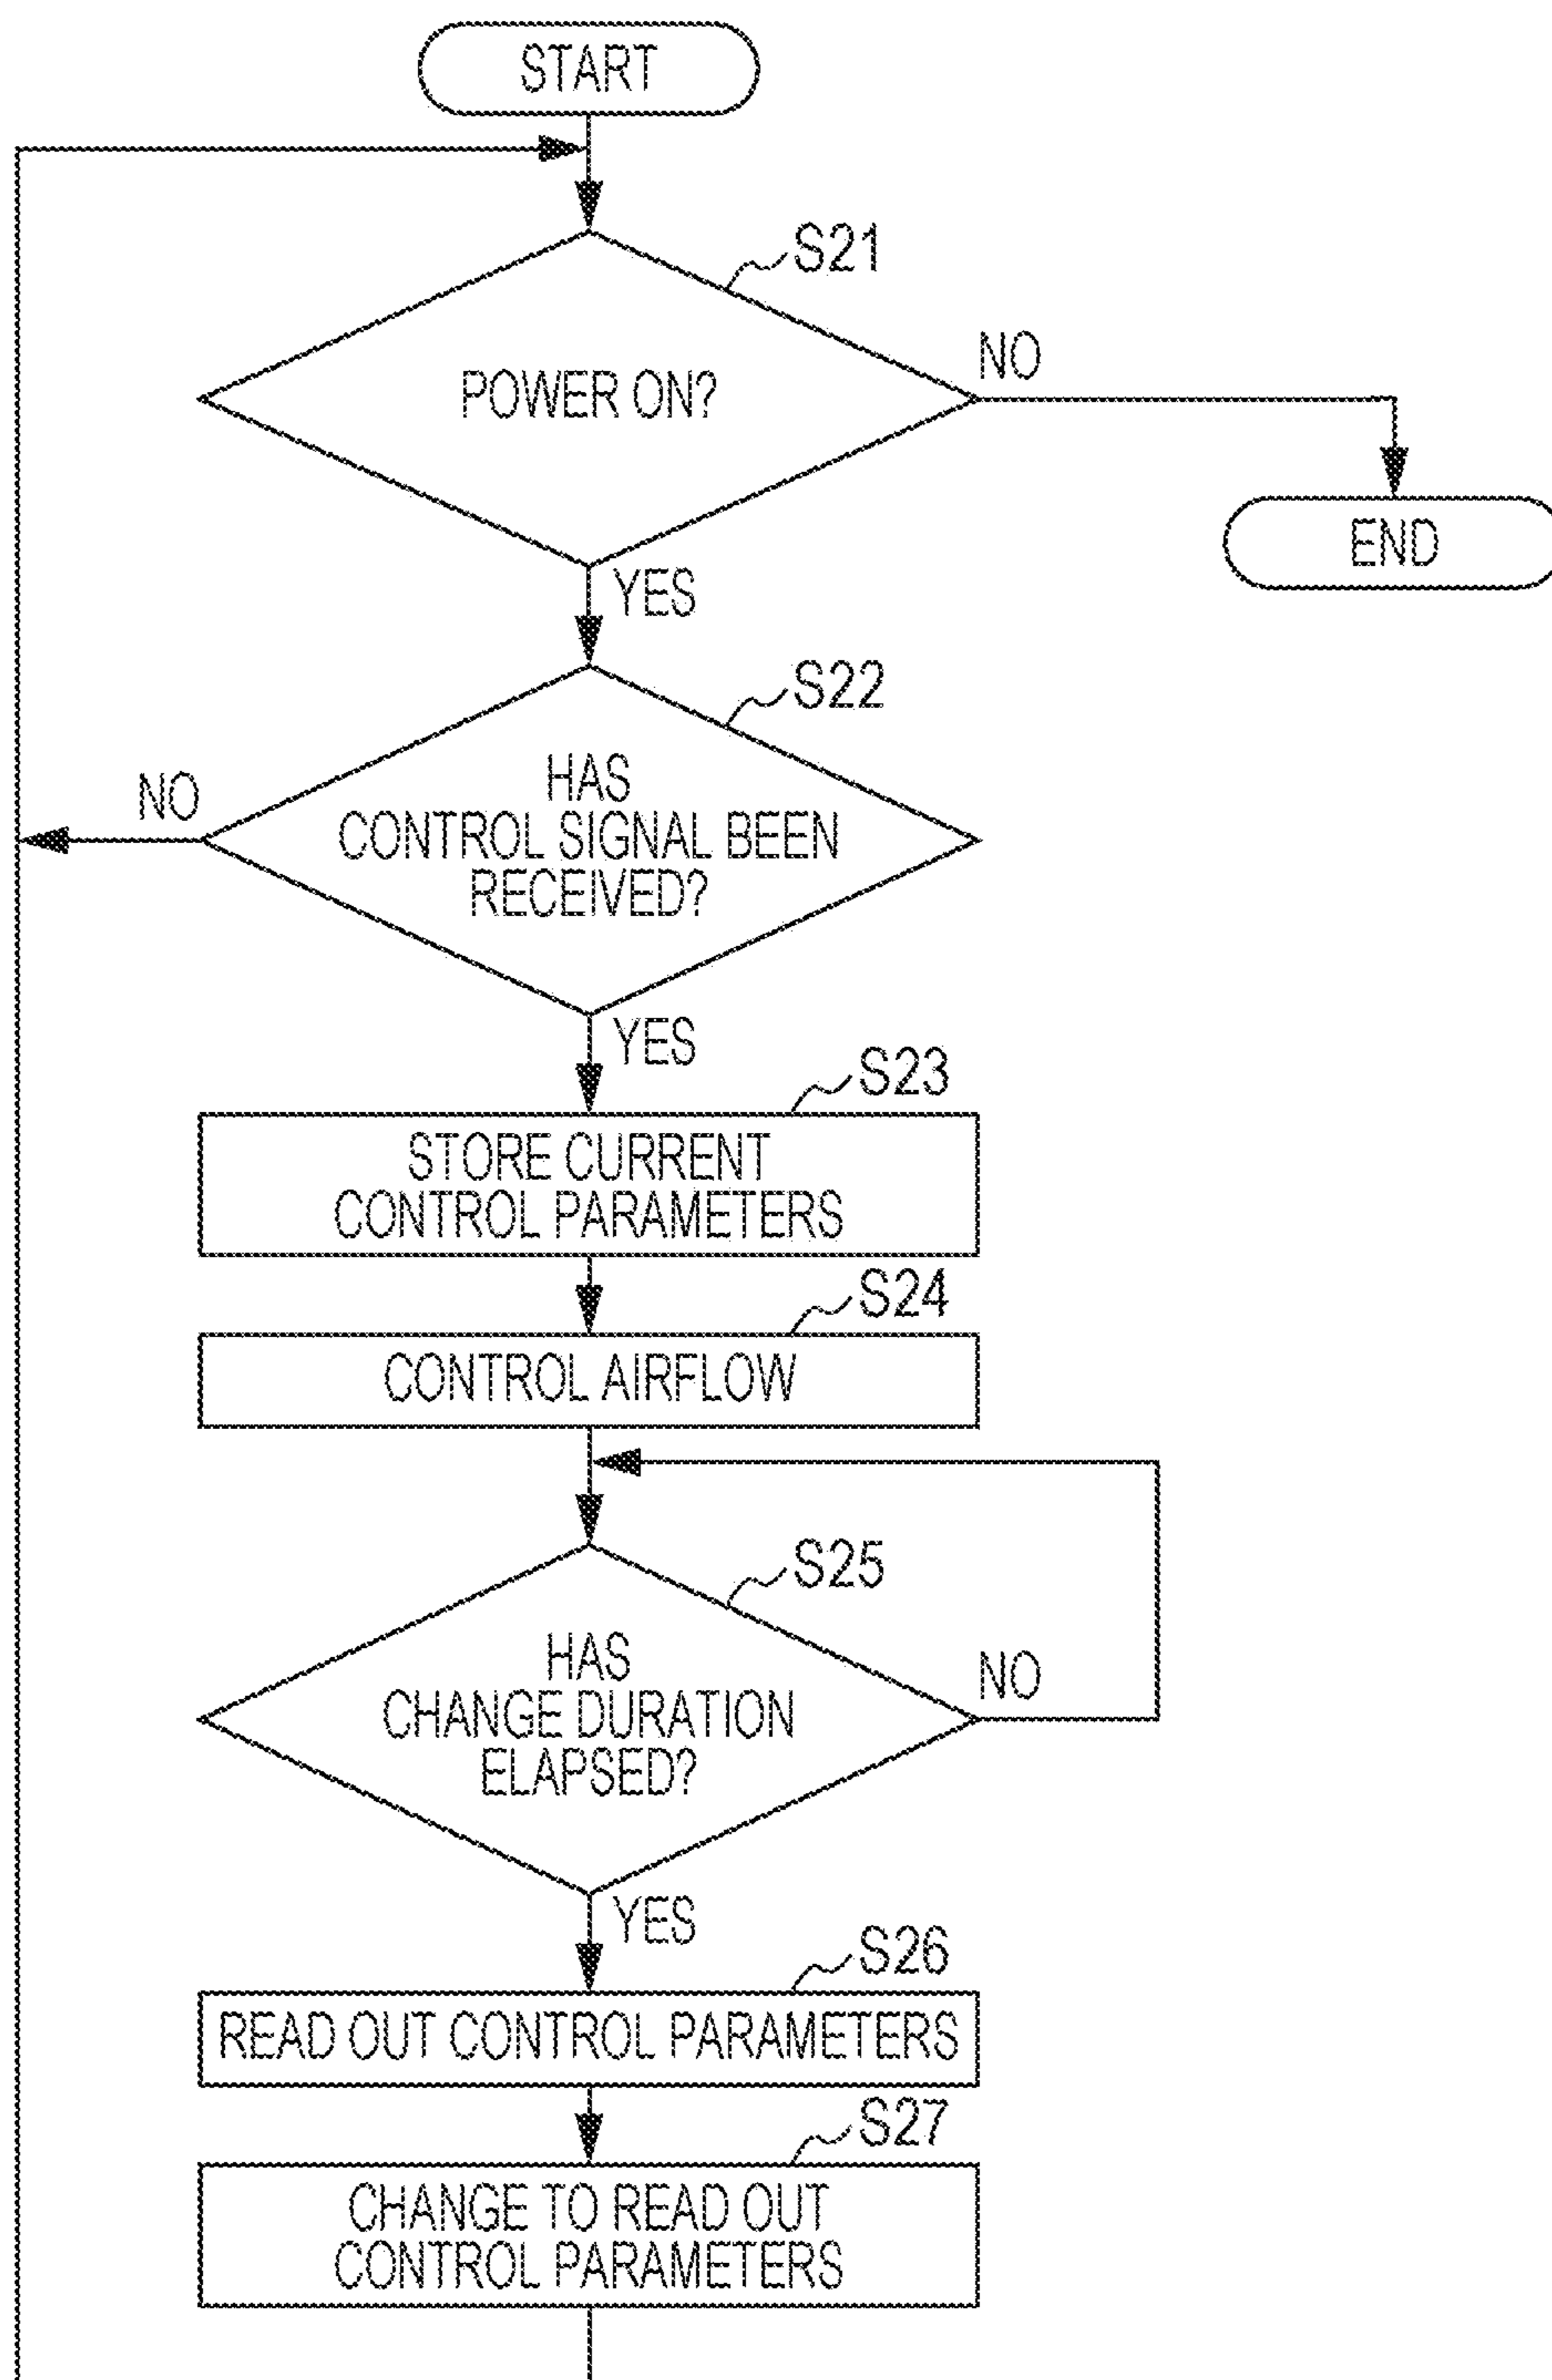 START
S21
POWER ON?
NO
END
YES
S22
HAS
CONTROL SIGNAL BEEN
RECEIVED?
NO
YES
S23
STORE CURRENT
CONTROL PARAMETERS
S24
CONTROL AIRFLOW
S25
HAS
CHANGE DURATION
ELAPSED?
NO
YES
S26
READ OUT CONTROL PARAMETERS
S27
CHANGE TO READ OUT
CONTROL PARAMETERS